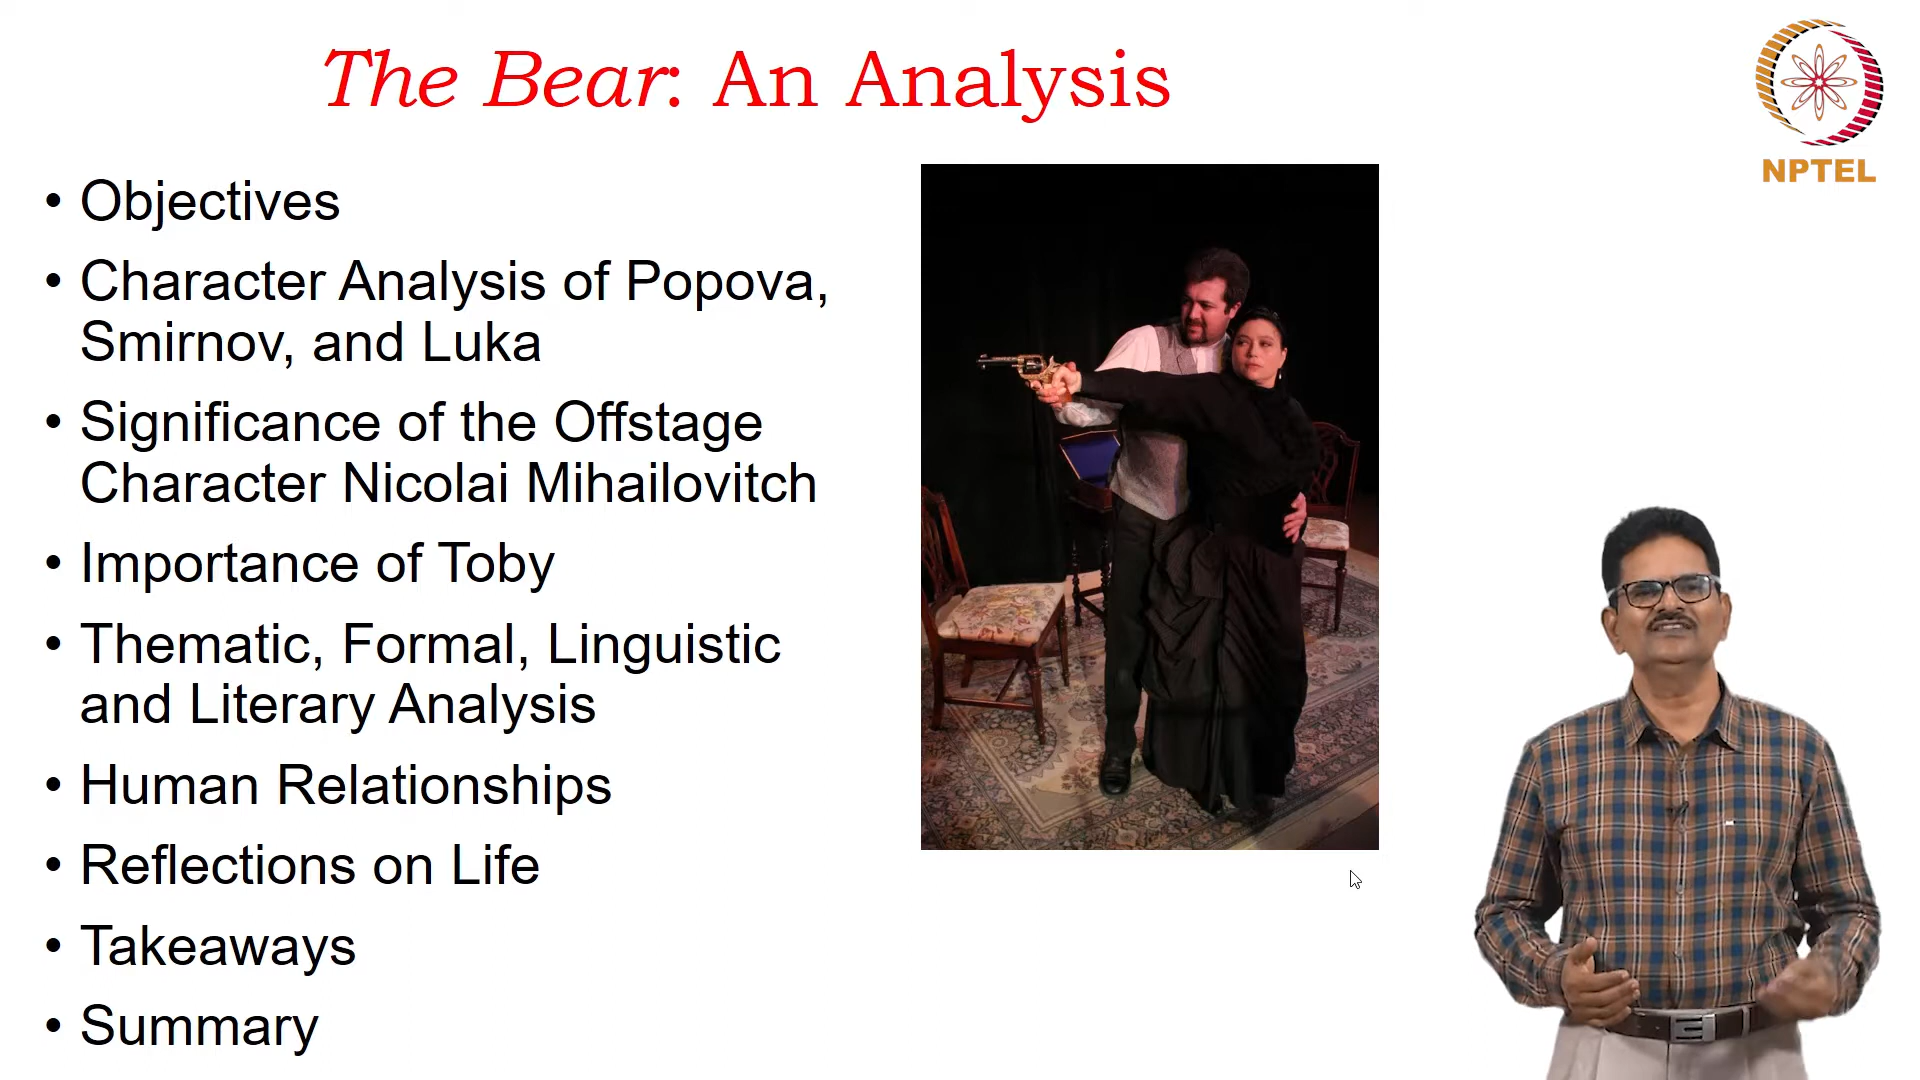 The Bear: An Analysis
NPTEL
• Objectives
• Character Analysis of Popova,
Smirnov, and Luka
• Significance of the Offstage
Character Nicolai Mihailovitch
• Importance of Toby
• Thematic, Formal, Linguistic
and Literary Analysis
• Human Relationships
• Reflections on Life
• Takeaways
• Summary